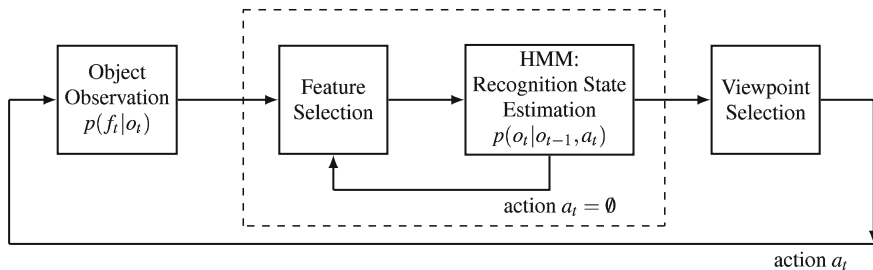 Object
Observation
p(f_t|o_t)
Feature
Selection
HMM:
Recognition State
Estimation
p(o_t|o_{t−1}, a_t)
Viewpoint
Selection
action a_t = ∅
action a_t